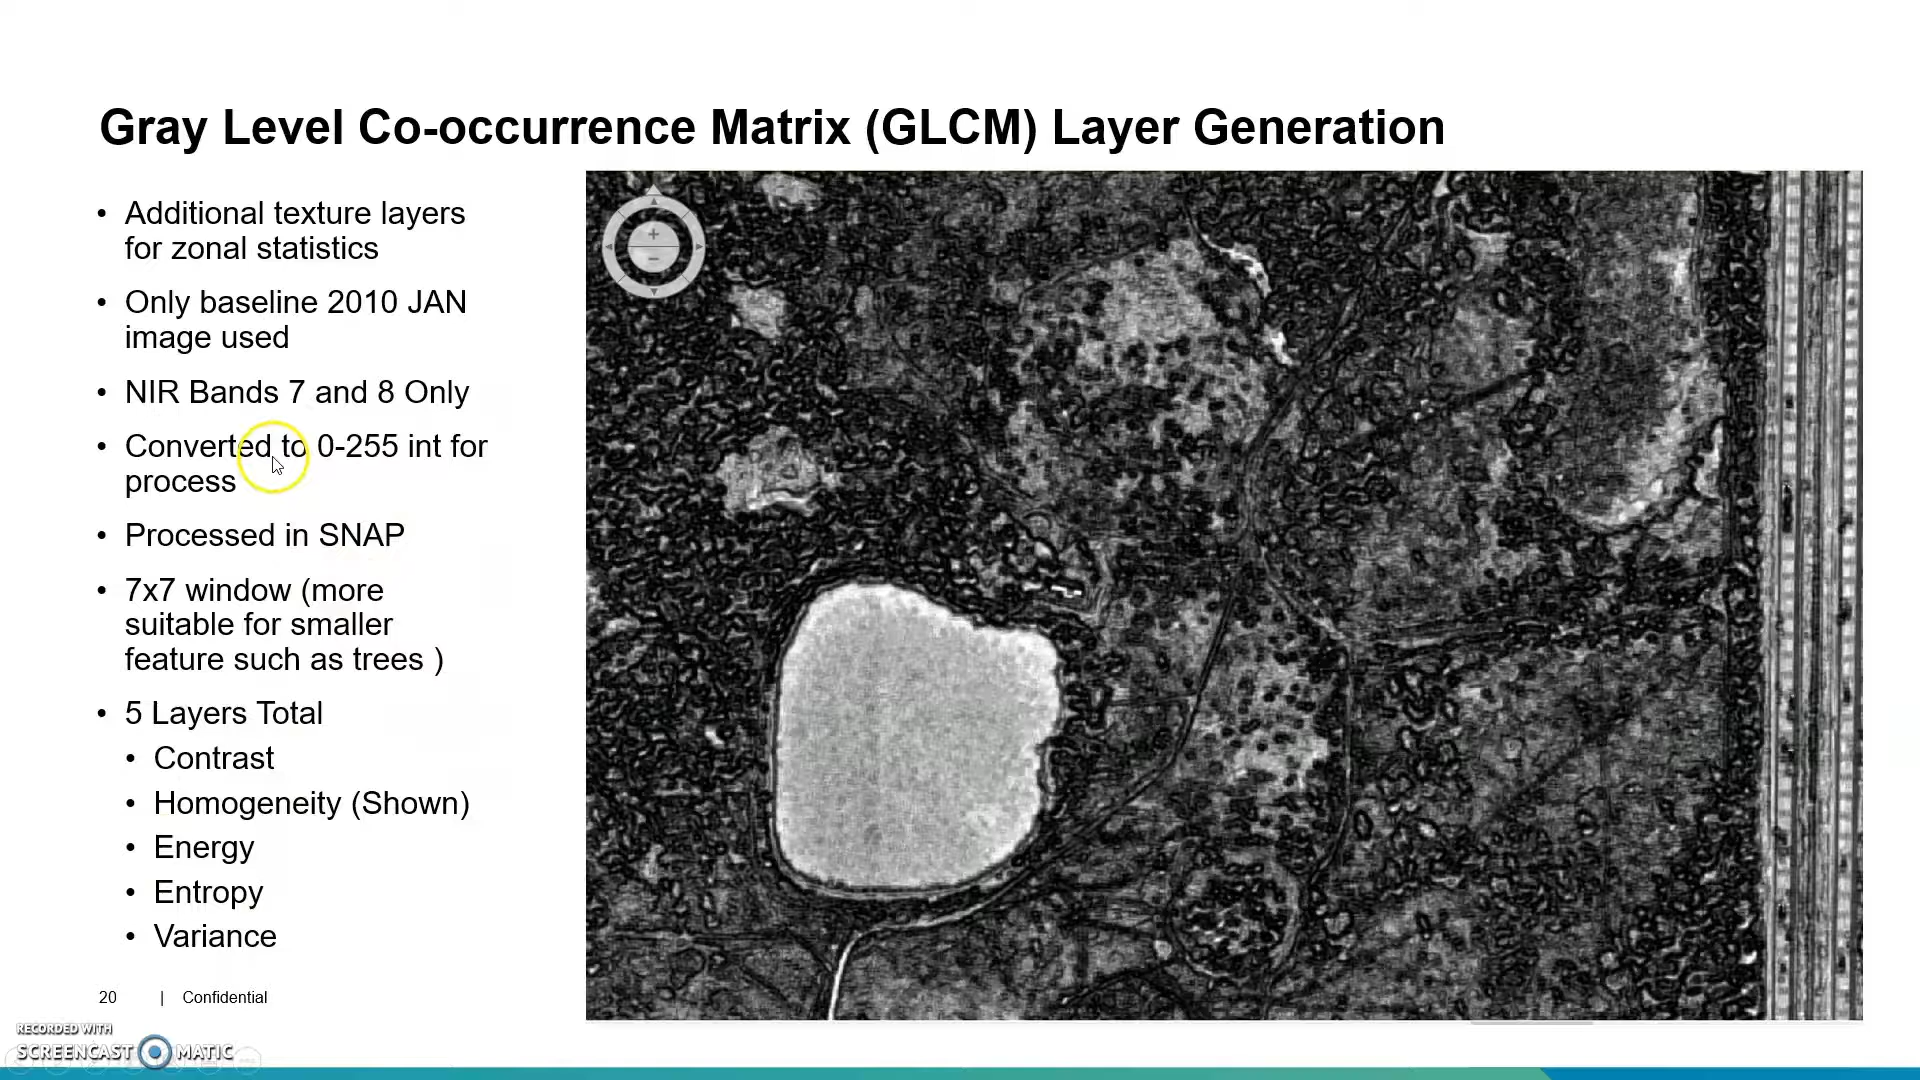 Gray Level Co-occurrence Matrix (GLCM) Layer Generation
• Additional texture layers
for zonal statistics
• Only baseline 2010 JAN
image used
• NIR Bands 7 and 8 Only
• Converted to 0-255 int for
process
• Processed in SNAP
• 7x7 window (more
suitable for smaller
feature such as trees )
• 5 Layers Total
• Contrast
• Homogeneity (Shown)
• Energy
• Entropy
• Variance
20 | Confidential
RECORDED WITH
SCREENCAST MATIC